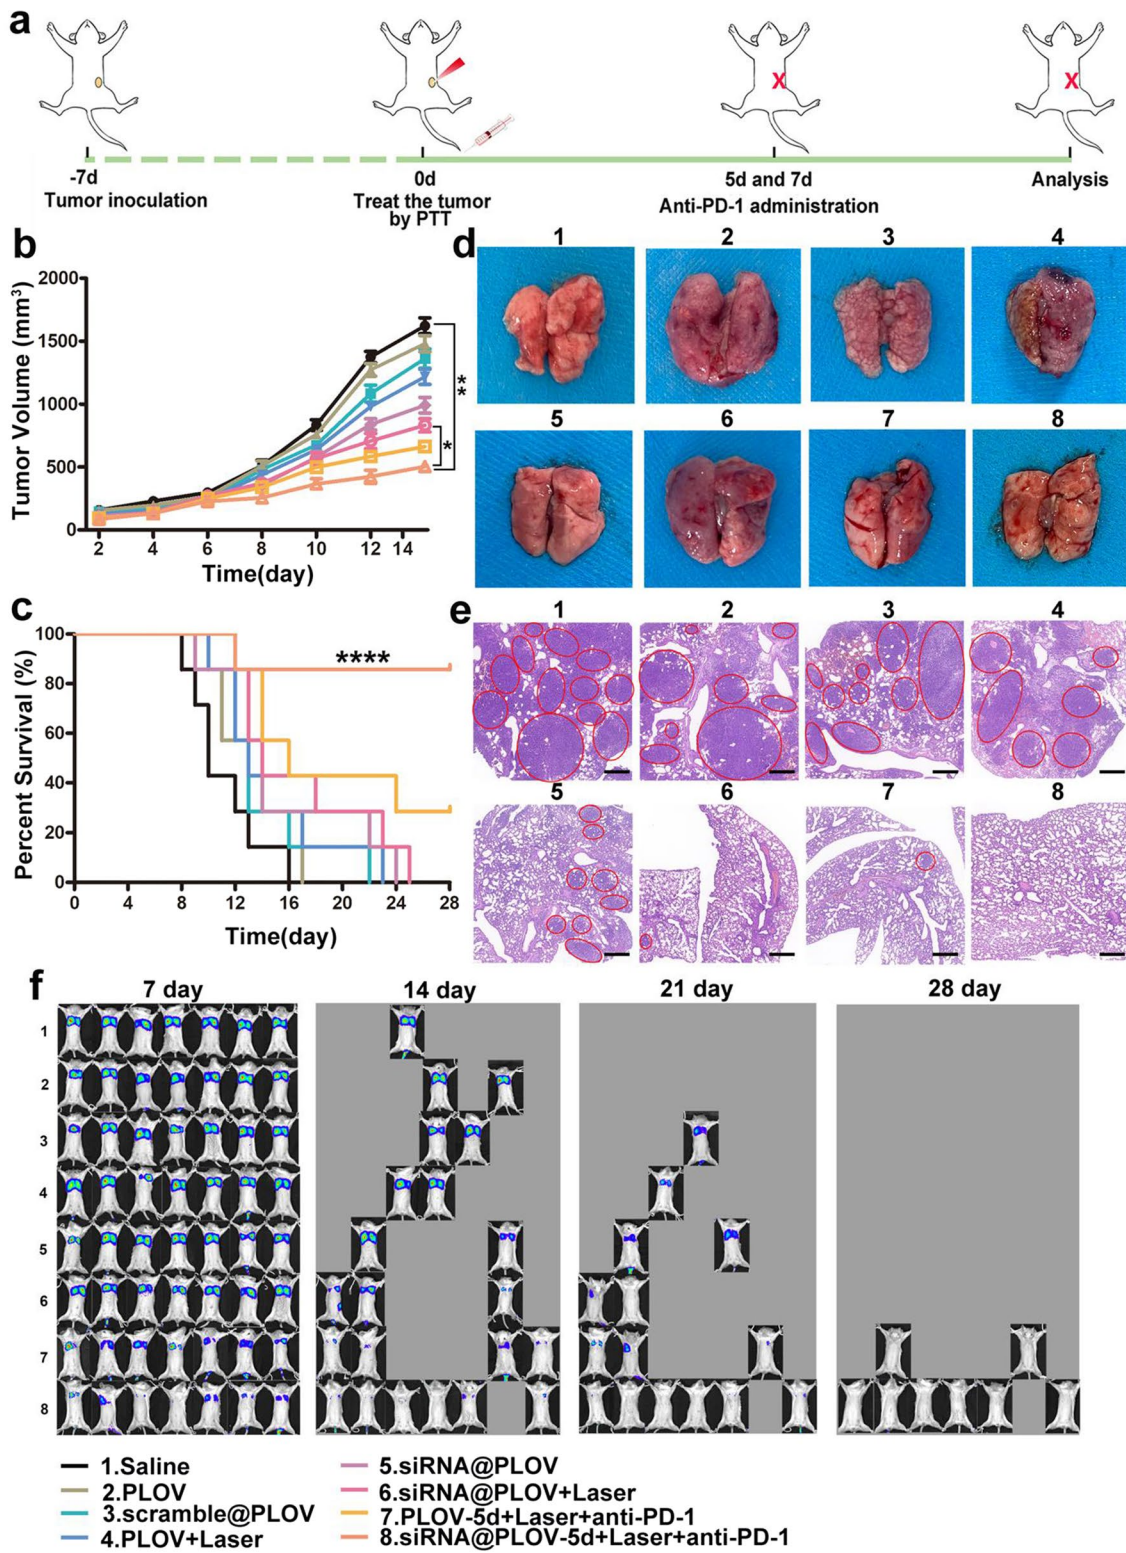 a
X
X
-7d
0d
5d and 7d
Analysis
Tumor inoculation
Treat the tumor
by PTT
Anti-PD-1 administration
b
Tumor Volume (mm³)
2000
1500
1000
500
0
2 4 6 8 10 12 14
Time(day)
**
*
c
Percent Survival (%)
100
80
60
40
20
0
0 4 8 12 16 20 24 28
Time(day)
****
d
1 2 3 4
5 6 7 8
e
1 2 3 4
5 6 7 8
f
7 day 14 day 21 day 28 day
1
2
3
4
5
6
7
8
1.Saline
2.PLOV
3.scramble@PLOV
4.PLOV+Laser
5.siRNA@PLOV
6.siRNA@PLOV+Laser
7.PLOV-5d+Laser+anti-PD-1
8.siRNA@PLOV-5d+Laser+anti-PD-1